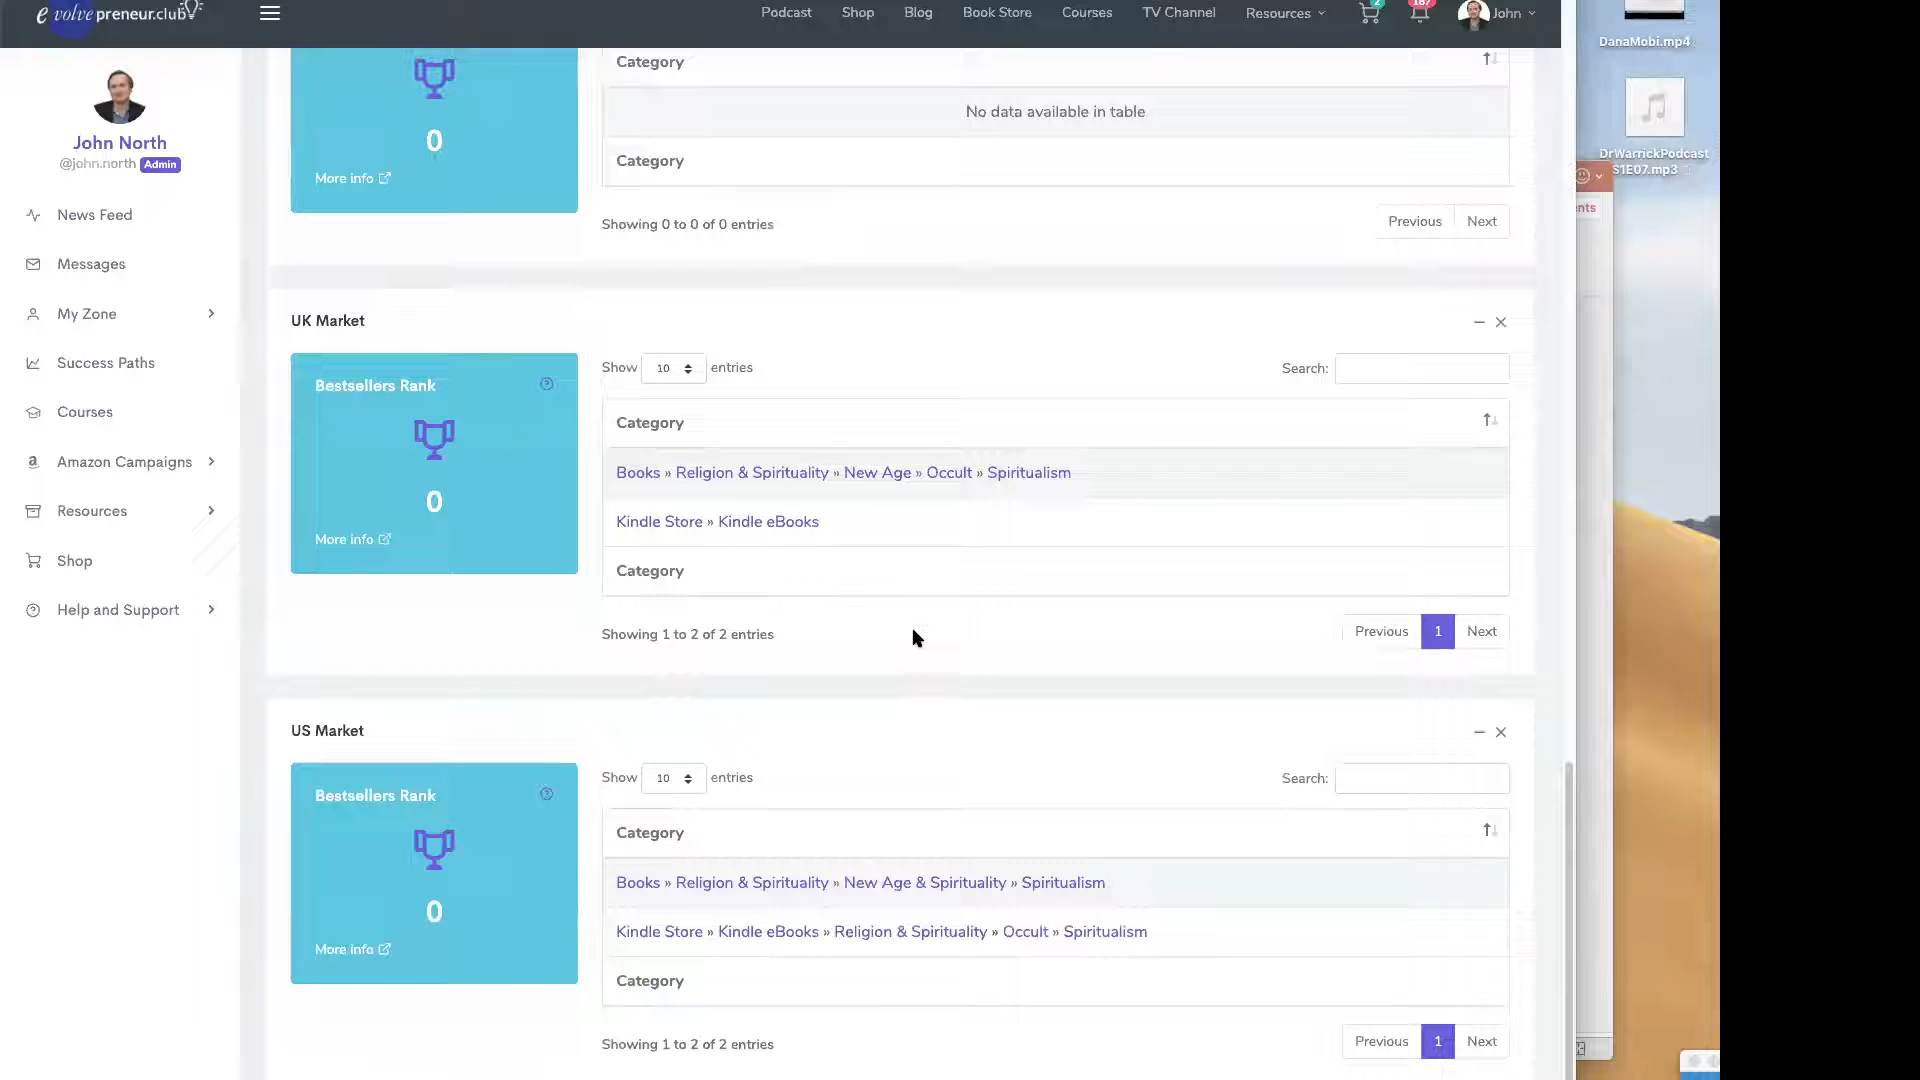 evolvepreneur.club
Podcast Shop Blog Book Store Courses TV Channel Resources 2 187 John
DanaMobi.mp4
DrWarrickPodcast
S1E07.mp3
John North
@john.north Admin
News Feed
Messages
My Zone
Success Paths
Courses
Amazon Campaigns
Resources
Shop
Help and Support
0
More info
Category
No data available in table
Category
Showing 0 to 0 of 0 entries
Previous Next
UK Market
Bestsellers Rank
0
More info
Show 10 entries
Search:
Category
Books » Religion & Spirituality » New Age » Occult » Spiritualism
Kindle Store » Kindle eBooks
Category
Showing 1 to 2 of 2 entries
Previous 1 Next
US Market
Bestsellers Rank
0
More info
Show 10 entries
Search:
Category
Books » Religion & Spirituality » New Age & Spirituality » Spiritualism
Kindle Store » Kindle eBooks » Religion & Spirituality » Occult » Spiritualism
Category
Showing 1 to 2 of 2 entries
Previous 1 Next